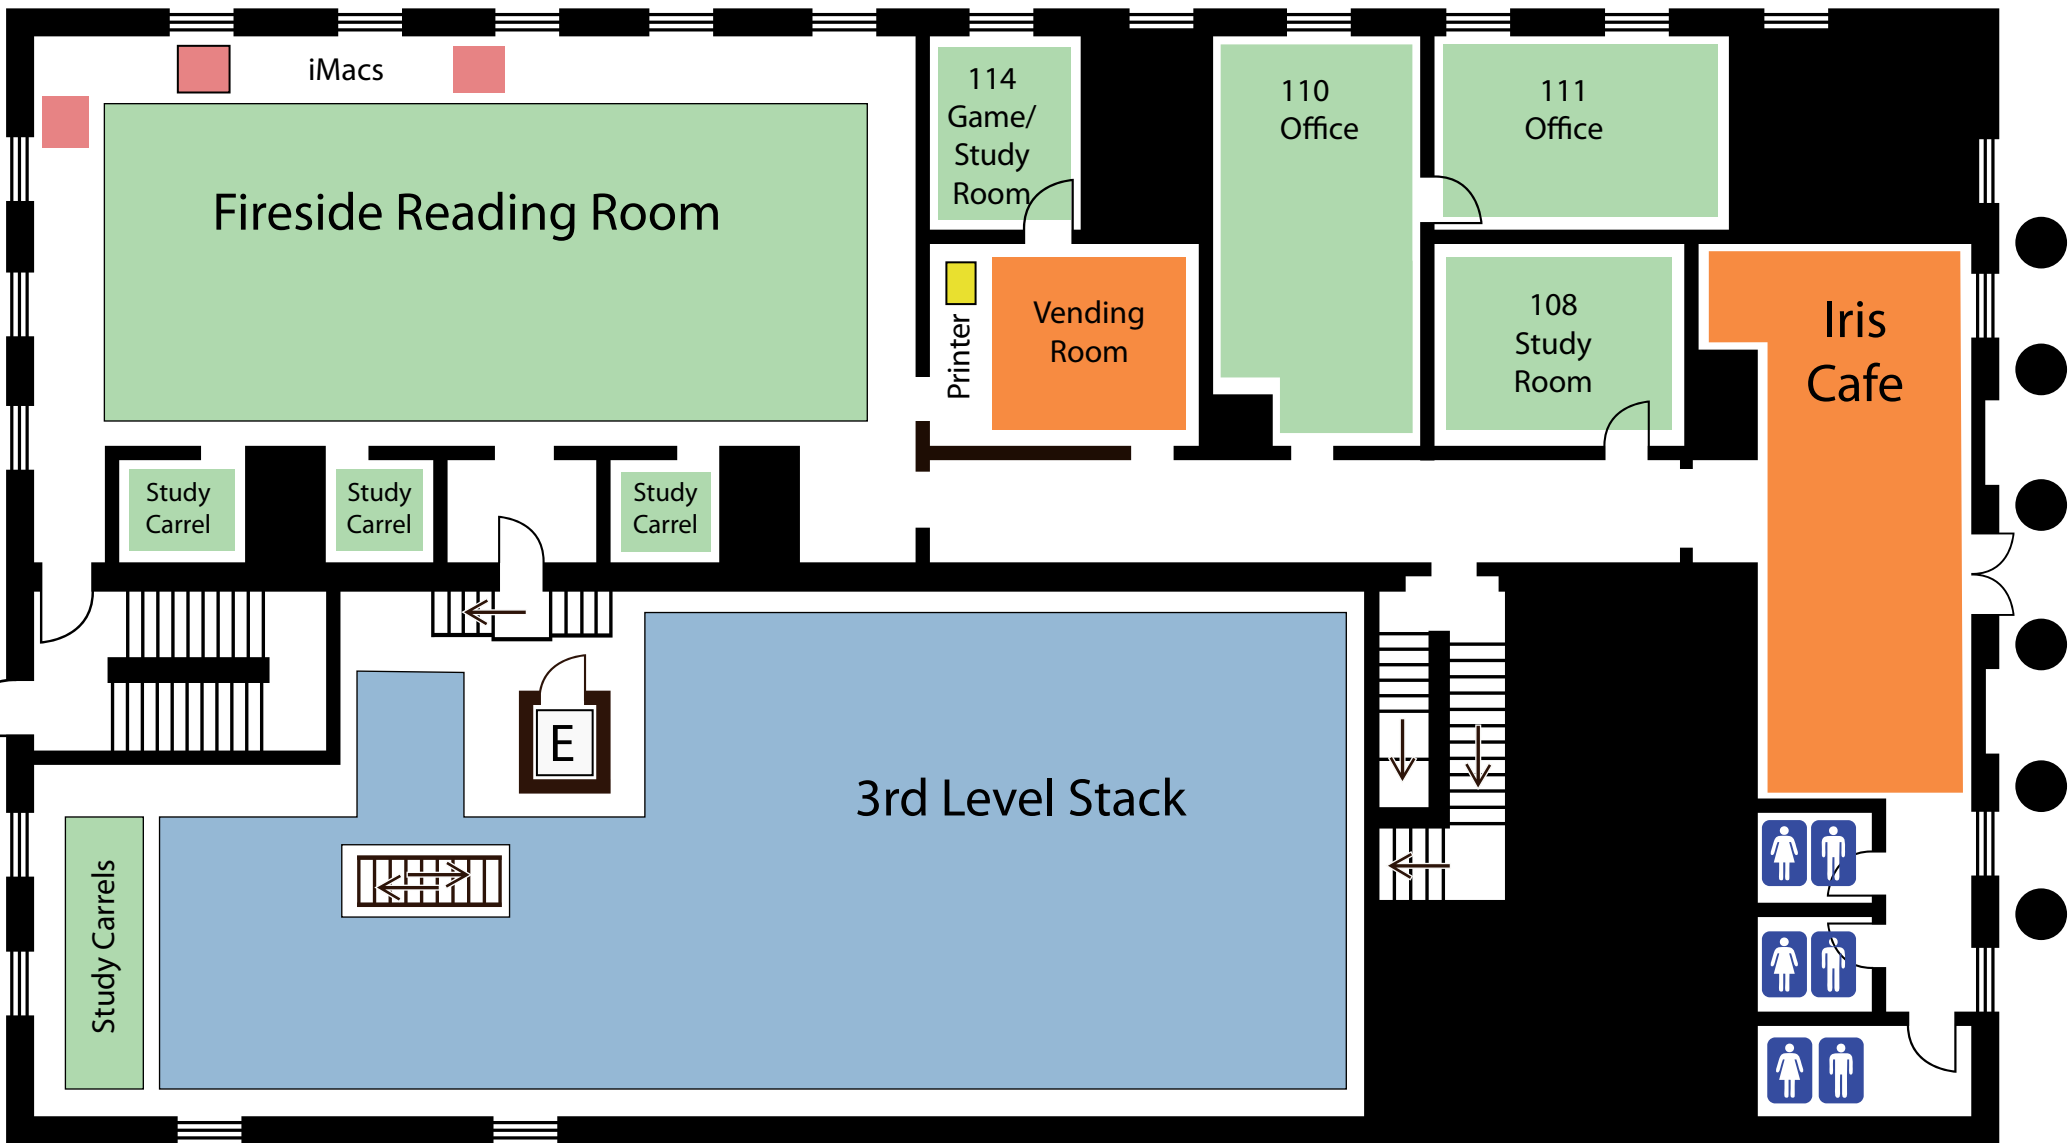 iMacs
Fireside Reading Room
114
Game/
Study
Room
110
Office
111
Office
Printer
Vending
Room
108
Study
Room
Iris
Cafe
Study
Carrel
Study
Carrel
Study
Carrel
E
3rd Level Stack
Study Carrels